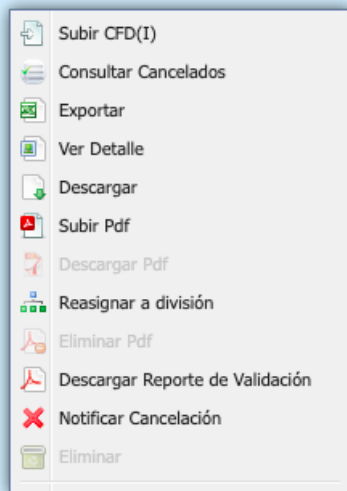 Subir CFD(I)
Consultar Cancelados
Exportar
Ver Detalle
Descargar
Subir Pdf
Descargar Pdf
Reasignar a división
Eliminar Pdf
Descargar Reporte de Validación
Notificar Cancelación
Eliminar